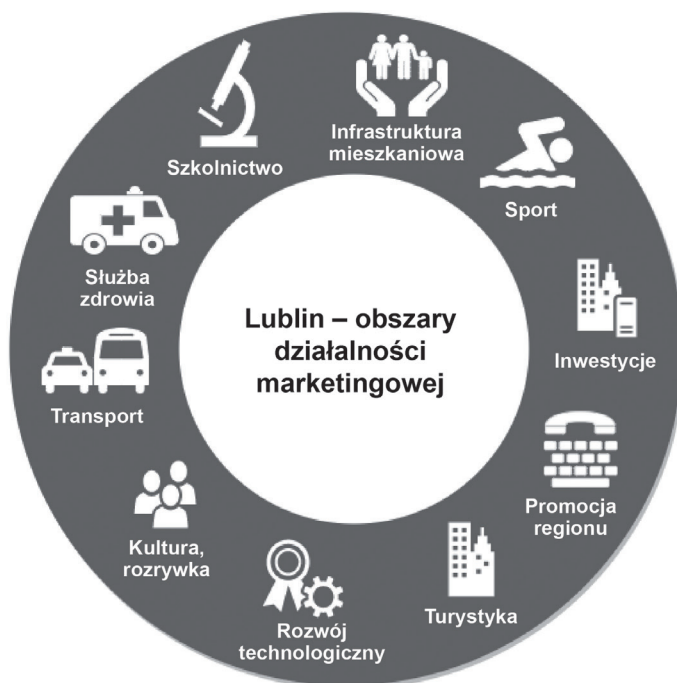 Infrastruktura
mieszkaniowa
Sport
Inwestycje
Promocja
regionu
Turystyka
Rozwój
technologiczny
Kultura,
rozrywka
Transport
Służba
zdrowia
Szkolnictwo
Lublin – obszary
działalności
marketingowej